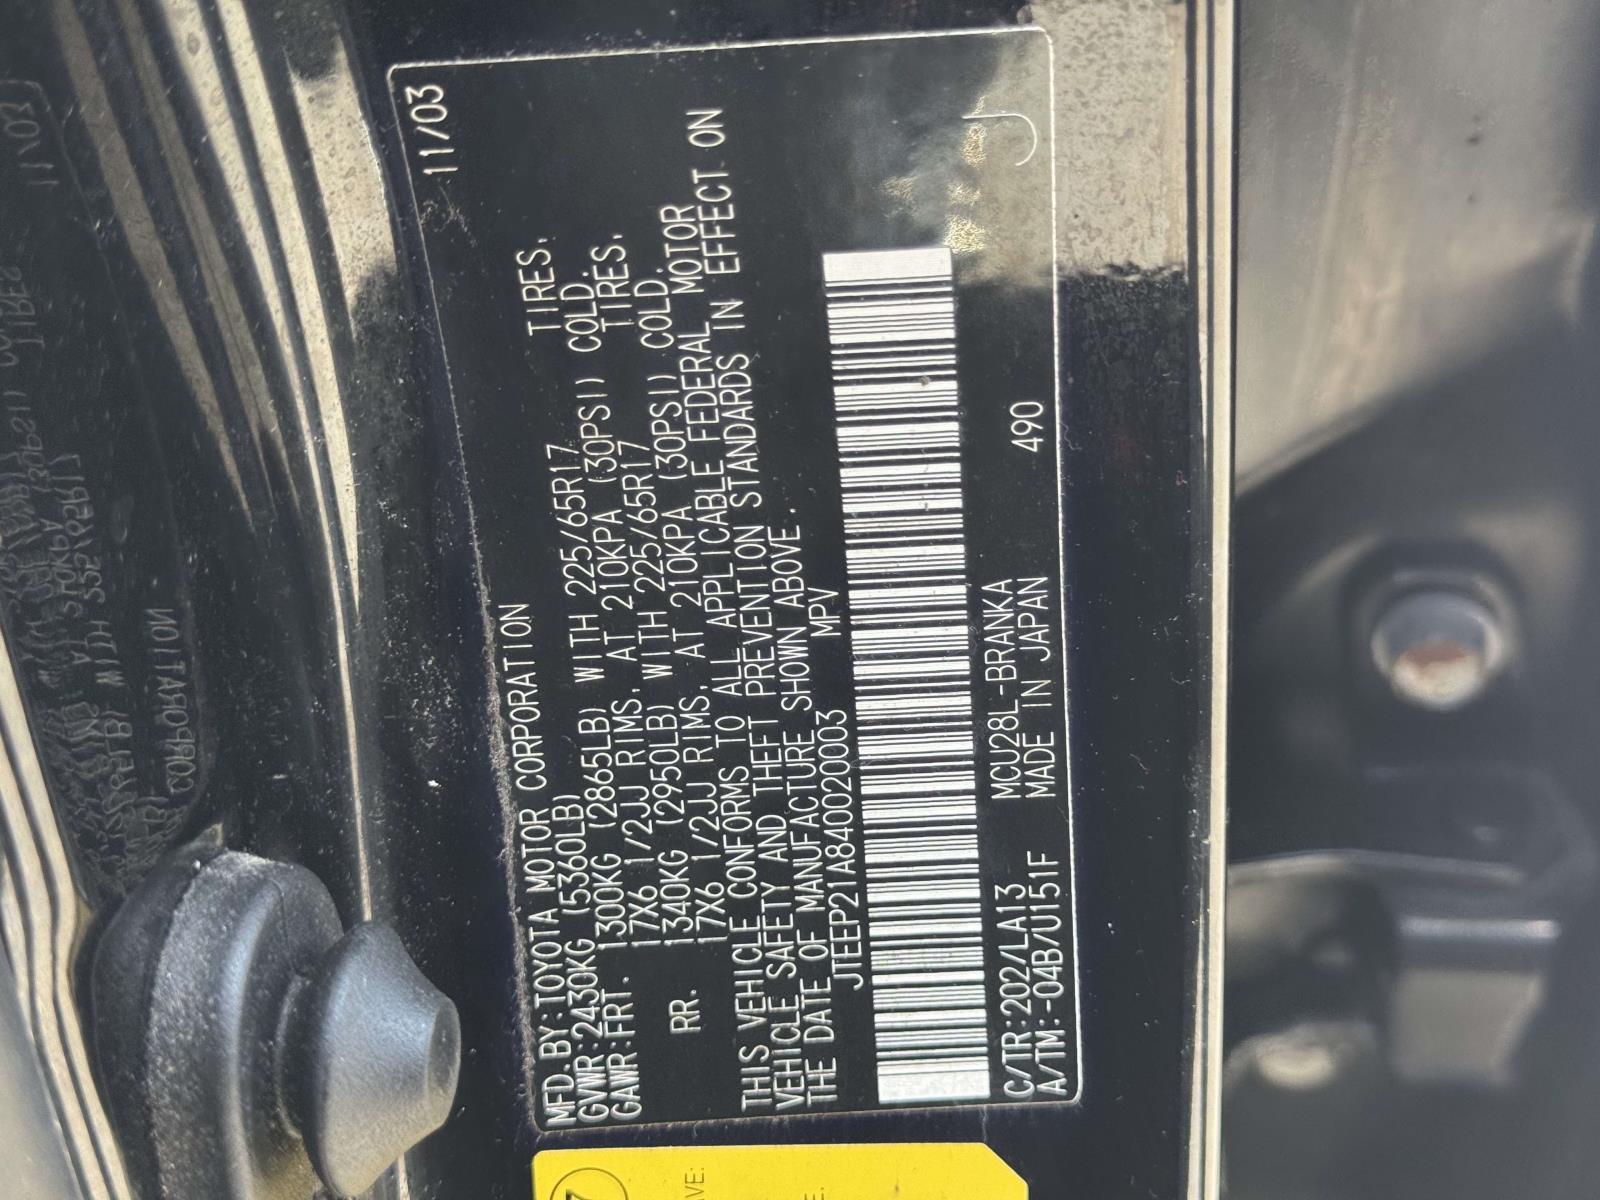 11/03
MFD.BY:TOYOTA MOTOR CORPORATION
GVWR:2430KG (5360LB)
GAWR:FRT. 1300KG (2865LB) WITH 225/65R17 TIRES,
17X6 1/2JJ RIMS, AT 210KPA (30PSI) COLD.
RR. 1340KG (2950LB) WITH 225/65R17 TIRES,
17X6 1/2JJ RIMS, AT 210KPA (30PSI) COLD.
THIS VEHICLE CONFORMS TO ALL APPLICABLE FEDERAL MOTOR
VEHICLE SAFETY AND THEFT PREVENTION STANDARDS IN EFFECT ON
THE DATE OF MANUFACTURE SHOWN ABOVE.
JTEEP21A840020003 MPV
C/TR:202/LA13 MCU28L-BRANKA 490
A/TM:-04B/U151F MADE IN JAPAN
J
7